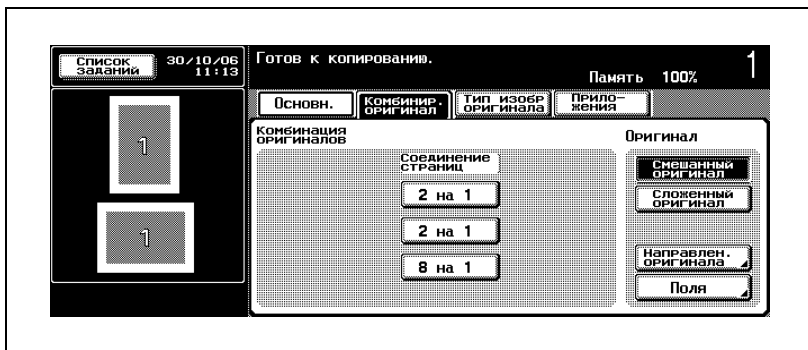 Список
заданий
30/10/06
11:13
Готов к копированию.
Память 100%
1
Основн.
Комбинир.
оригинал
Тип изобр
оригинала
Прило-
жения
1
1
Комбинация
оригиналов
Соединение
страниц
2 на 1
2 на 1
8 на 1
Оригинал
Смешанный
оригинал
Сложенный
оригинал
Направлен.
оригинала
Поля